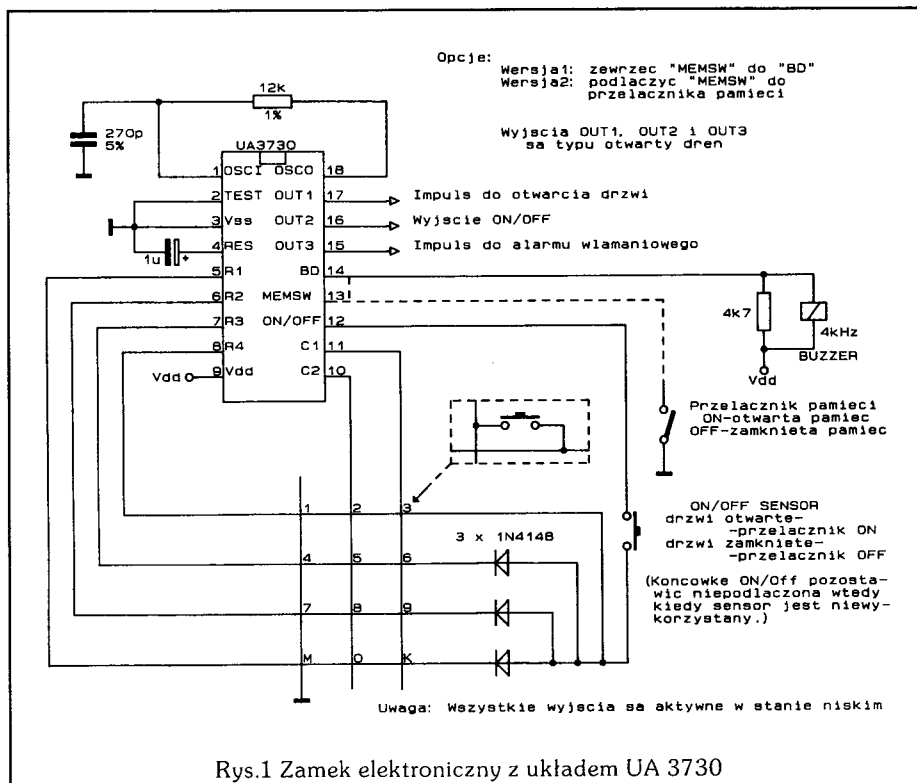 Opcje:
Wersja1: zewrzec "MEMSW" do "BD"
Wersja2: podlaczyc "MEMSW" do
przelacznika pamieci
Wyjscia OUT1, OUT2 i OUT3
sa typu otwarty dren
12k
1%
270p
5%
UA3730
1 OSCI OSCO 18
2 TEST OUT1 17 Impuls do otwarcia drzwi
3 Vss OUT2 16 Wyjscie ON/OFF
4 RES OUT3 15 Impuls do alarmu wlamaniowego
1u +
5 R1 BD 14
6 R2 MEMSW 13
7 R3 ON/OFF 12
8 R4 C1 11
Vdd 9 Vdd C2 10
4k7
4kHz
BUZZER
Vdd
Przelacznik pamieci
ON-otwarta pamiec
OFF-zamknieta pamiec
1 2 3
3 x 1N4148
4 5 6
7 8 9
M O K
ON/OFF SENSOR
drzwi otwarte-
-przelacznik ON
drzwi zamkniete-
-przelacznik OFF
(Koncowke ON/Off pozosta-
wic niepodlaczona wtedy
kiedy sensor jest niewy-
korzystany.)
Uwaga: Wszystkie wyjscia sa aktywne w stanie niskim
Rys.1 Zamek elektroniczny z układem UA 3730